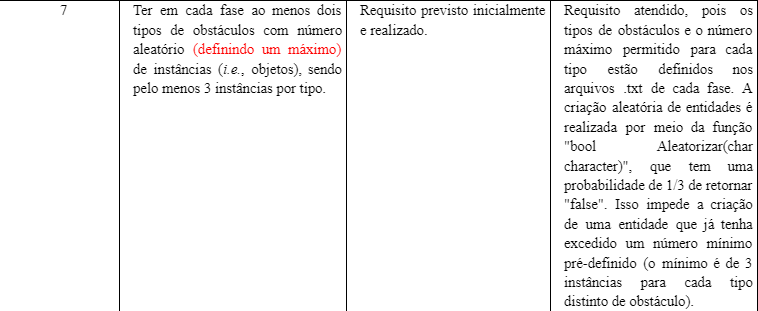 7
Ter em cada fase ao menos dois
tipos de obstáculos com número
aleatório (definindo um máximo)
de instâncias (i.e., objetos), sendo
pelo menos 3 instâncias por tipo.
Requisito previsto inicialmente
e realizado.
Requisito atendido, pois os
tipos de obstáculos e o número
máximo permitido para cada
tipo estão definidos nos
arquivos .txt de cada fase. A
criação aleatória de entidades é
realizada por meio da função
"bool Aleatorizar(char
character)", que tem uma
probabilidade de 1/3 de retornar
"false". Isso impede a criação
de uma entidade que já tenha
excedido um número mínimo
pré-definido (o mínimo é de 3
instâncias para cada tipo
distinto de obstáculo).